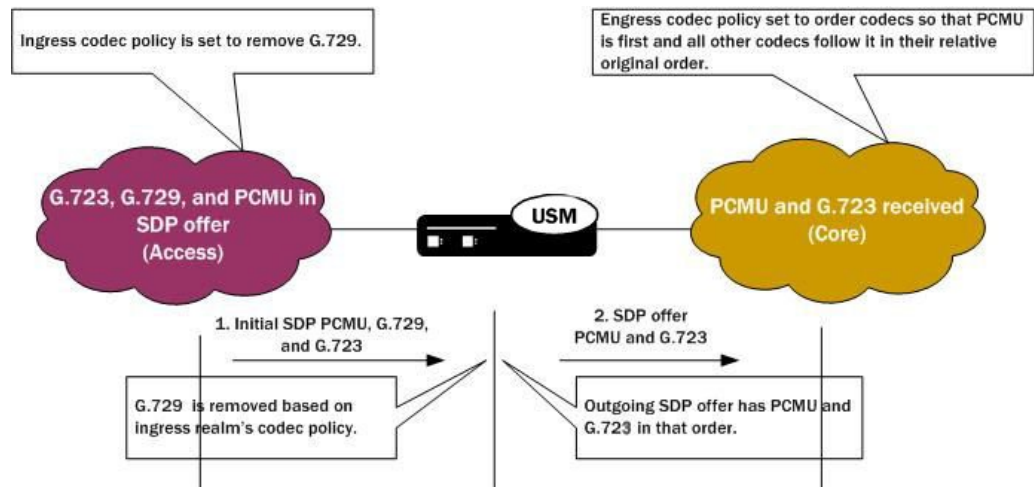 Ingress codec policy is set to remove G.729.
Engress codec policy set to order codecs so that PCMU
is first and all other codecs follow it in their relative
original order.
G.723, G.729, and PCMU in
SDP offer
(Access)
USM
PCMU and G.723 received
(Core)
1. Initial SDP PCMU, G.729,
and G.723
2. SDP offer
PCMU and G.723
G.729 is removed based on
ingress realm's codec policy.
Outgoing SDP offer has PCMU and
G.723 in that order.